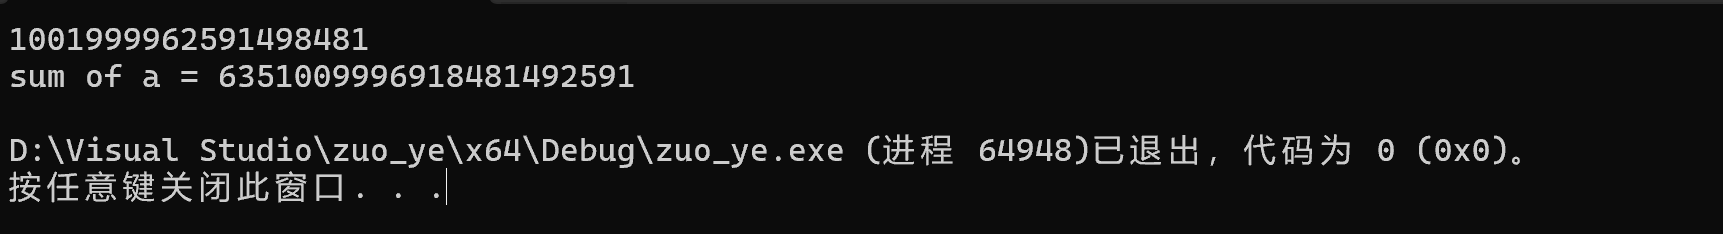 1001999962591498481
sum of a = 6351009996918481492591
D:\Visual Studio\zuo_ye\x64\Debug\zuo_ye.exe (进程 64948)已退出，代码为 0 (0x0)。
按任意键关闭此窗口. . .